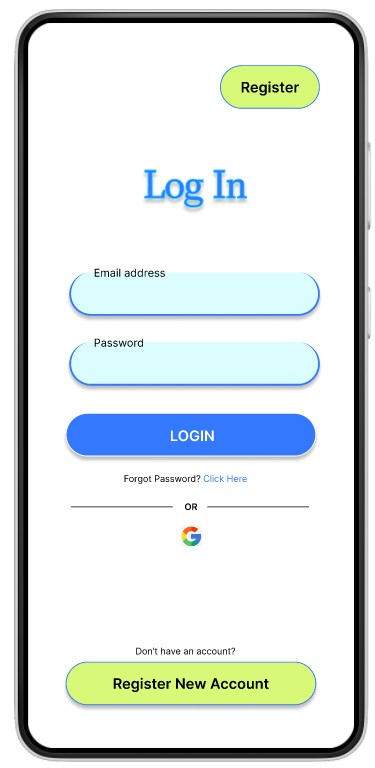 Register
Log In
Email address
Password
LOGIN
Forgot Password? Click Here
OR
Don't have an account?
Register New Account